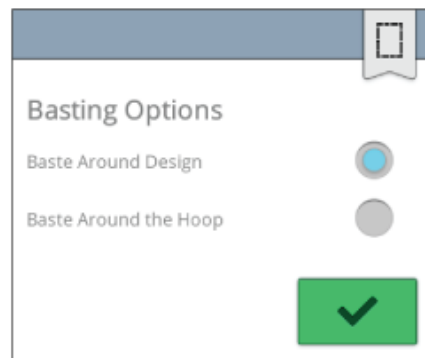 Basting Options
Baste Around Design
Baste Around the Hoop